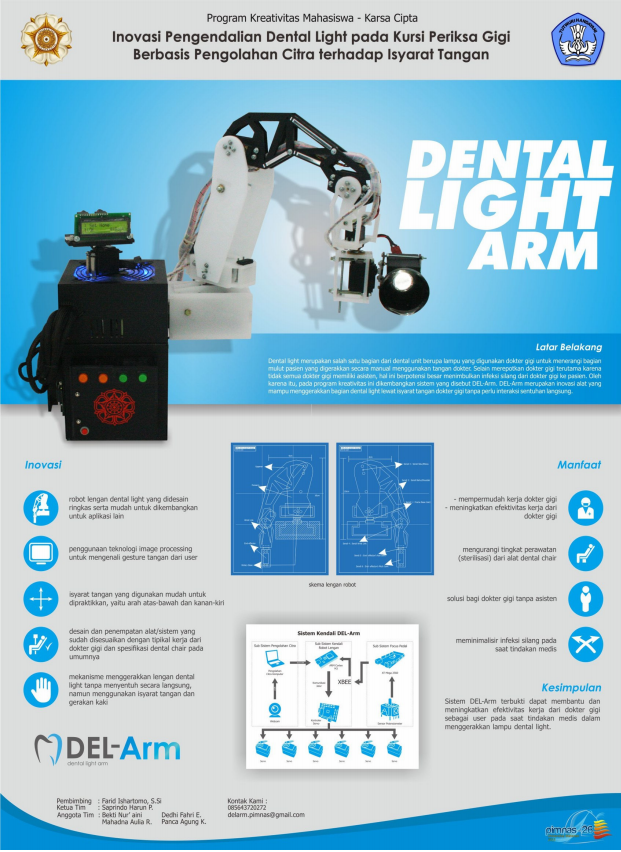 Program Kreativitas Mahasiswa - Karsa Cipta
Inovasi Pengendalian Dental Light pada Kursi Periksa Gigi
Berbasis Pengolahan Citra terhadap Isyarat Tangan
DENTAL
LIGHT
ARM
Latar Belakang
Dental light merupakan salah satu bagian dari dental unit berupa lampu yang digunakan dokter gigi untuk menerangi bagian
mulut pasien yang digerakkan secara manual menggunakan tangan dokter. Selain merepotkan dokter gigi terutama karena
tidak semua dokter gigi memiliki asisten, hal ini berpotensi besar menimbulkan infeksi silang dari dokter gigi ke pasien. Oleh
karena itu, pada program kreativitas ini dikembangkan sistem yang disebut DEL-Arm. DEL-Arm merupakan inovasi alat yang
mampu menggerakkan bagian dental light lewat isyarat tangan dokter gigi tanpa perlu interaksi sentuhan langsung.
Inovasi
robot lengan dental light yang didesain
ringkas serta mudah untuk dikembangkan
untuk aplikasi lain
penggunaan teknologi image processing
untuk mengenali gesture tangan dari user
isyarat tangan yang digunakan mudah untuk
dipraktikkan, yaitu arah atas-bawah dan kanan-kiri
desain dan penempatan alat/sistem yang
sudah disesuaikan dengan tipikal kerja dari
dokter gigi dan spesifikasi dental chair pada
umumnya
mekanisme menggerakkan lengan dental
light tanpa menyentuh secara langsung,
namun menggunakan isyarat tangan dan
gerakan kaki
skema lengan robot
Sistem Kendali DEL-Arm
Sub Sistem Pengolahan Citra
Sub Sistem Kendali
Robot Lengan
Sub Sistem Focus Pedal
XBEE
Manfaat
- mempermudah kerja dokter gigi
- meningkatkan efektivitas kerja dari
dokter gigi
mengurangi tingkat perawatan
(sterilisasi) dari alat dental chair
solusi bagi dokter gigi tanpa asisten
meminimalisir infeksi silang pada
saat tindakan medis
Kesimpulan
Sistem DEL-Arm terbukti dapat membantu dan
meningkatkan efektivitas kerja dari dokter gigi
sebagai user pada saat tindakan medis dalam
menggerakkan lampu dental light.
DEL-Arm
dental light arm
Pembimbing : Farid Ishartomo, S.Si
Ketua Tim : Saprindo Harun P.
Anggota Tim : Bekti Nur' aini Dedhi Fahri E.
Mahadna Aulia R. Panca Agung K.
Kontak Kami :
085643720272
delarm.pimnas@gmail.com
pimnas 26